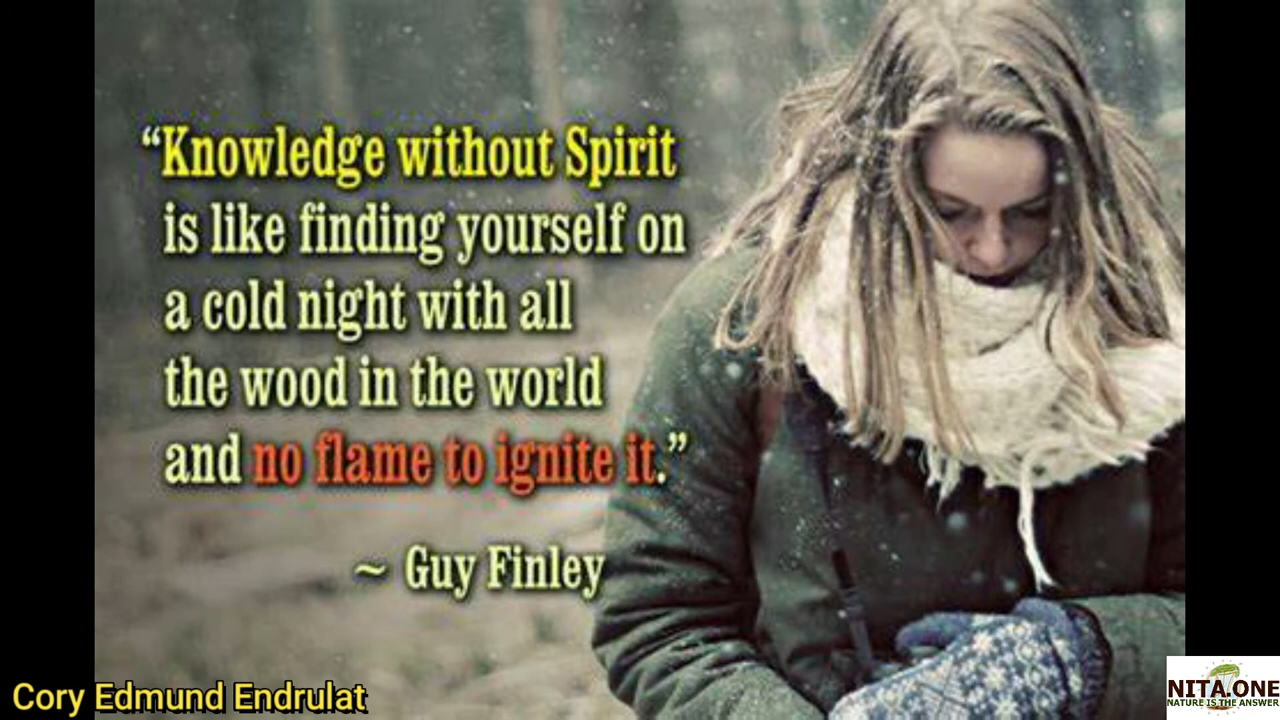 “Knowledge without Spirit
is like finding yourself on
a cold night with all
the wood in the world
and no flame to ignite it.”
~ Guy Finley
Cory Edmund Endrulat
NITA.ONE
NATURE IS THE ANSWER